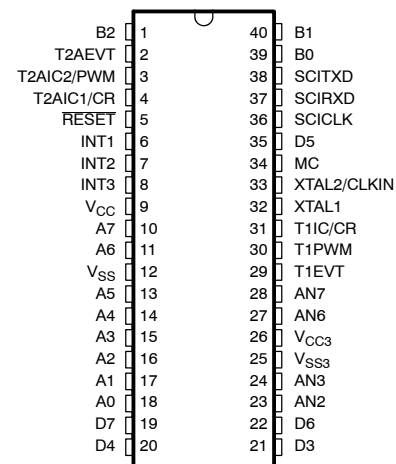 B2 1 40 B1
T2AEVT 2 39 B0
T2AIC2/PWM 3 38 SCITXD
T2AIC1/CR 4 37 SCIRXD
RESET 5 36 SCICLK
INT1 6 35 D5
INT2 7 34 MC
INT3 8 33 XTAL2/CLKIN
VCC 9 32 XTAL1
A7 10 31 T1IC/CR
A6 11 30 T1PWM
VSS 12 29 T1EVT
A5 13 28 AN7
A4 14 27 AN6
A3 15 26 VCC3
A2 16 25 VSS3
A1 17 24 AN3
A0 18 23 AN2
D7 19 22 D6
D4 20 21 D3